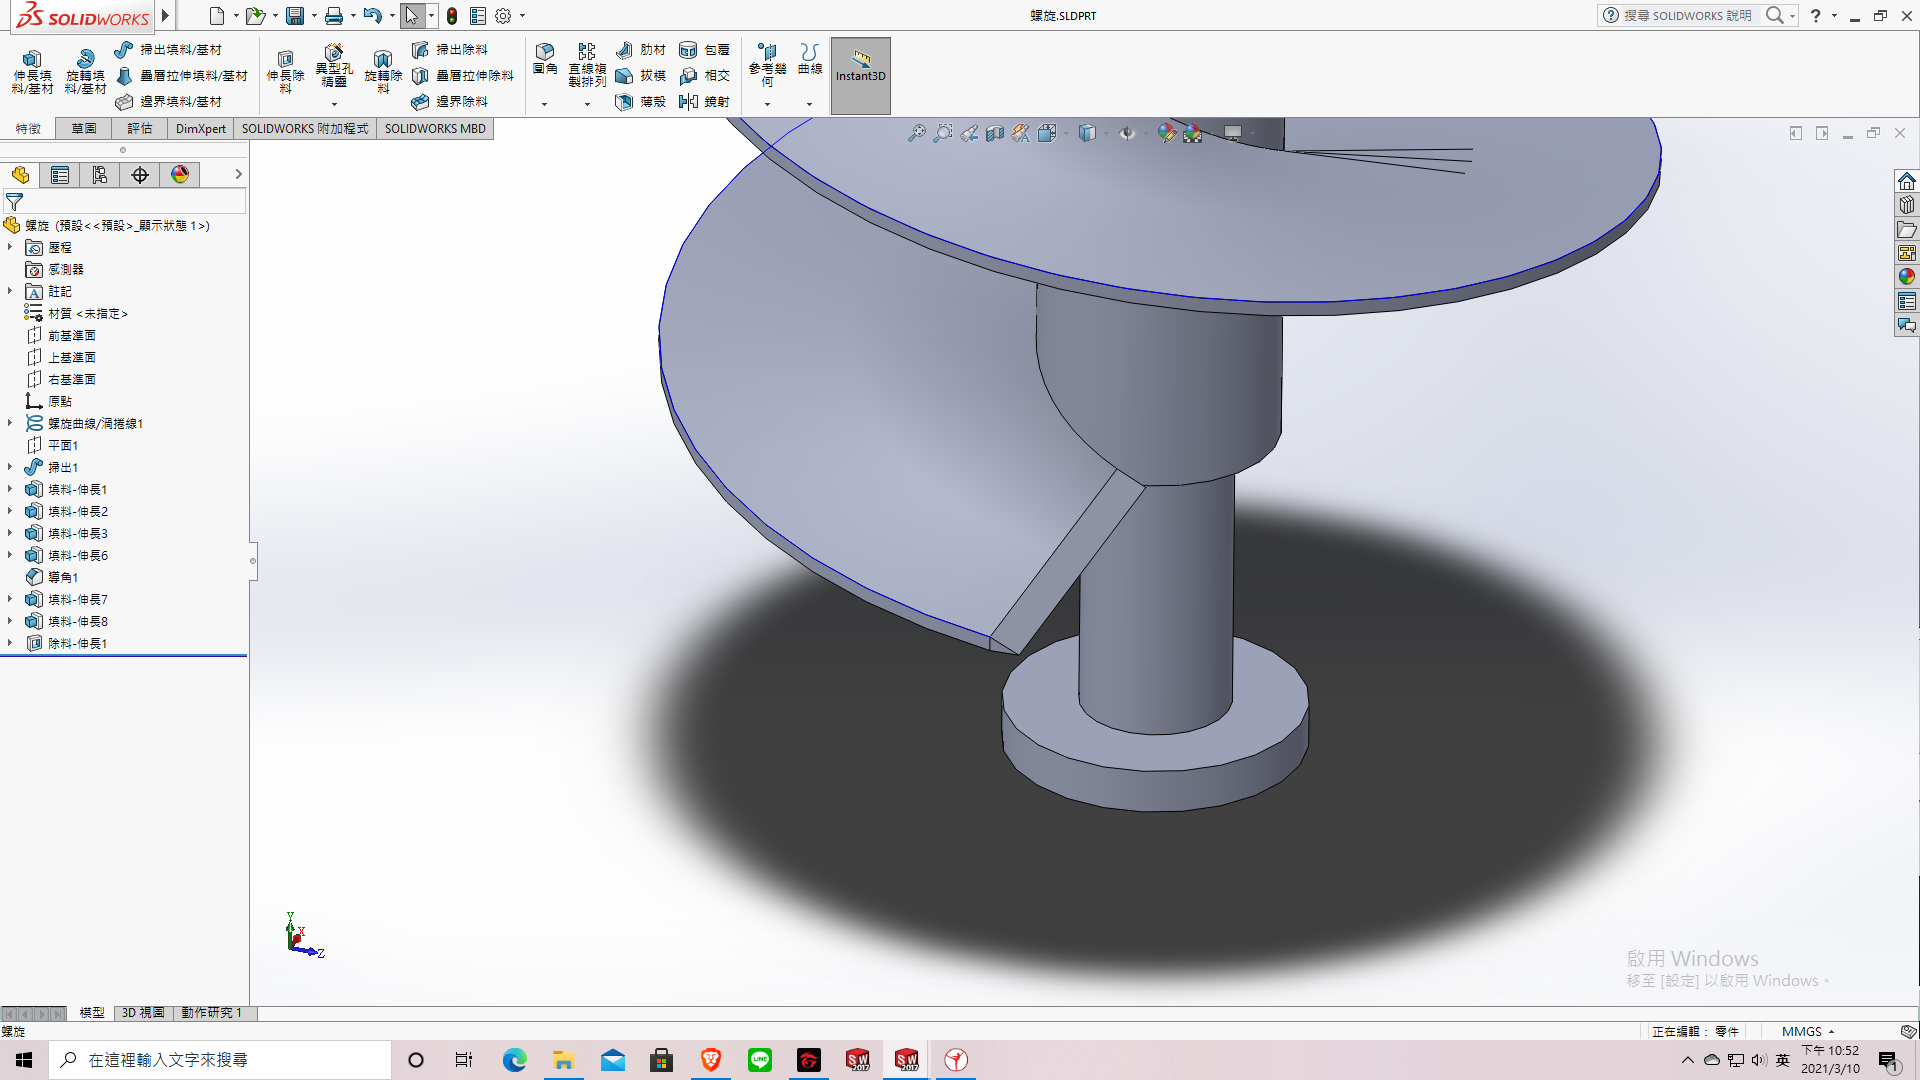 SOLIDWORKS
螺旋.SLDPRT
搜尋 SOLIDWORKS 說明
伸長填料/基材
旋轉填料/基材
掃出填料/基材
疊層拉伸填料/基材
邊界填料/基材
伸長除料
異型孔精靈
旋轉除料
掃出除料
疊層拉伸除料
邊界除料
圓角
直線複製排列
肋材
拔模
薄殼
包覆
相交
鏡射
參考幾何
曲線
Instant3D
特徵
草圖
評估
DimXpert
SOLIDWORKS 附加程式
SOLIDWORKS MBD
螺旋 (預設<<預設>_顯示狀態 1>)
歷程
感測器
註記
材質 <未指定>
前基準面
上基準面
右基準面
原點
螺旋曲線/渦捲線1
平面1
掃出1
填料-伸長1
填料-伸長2
填料-伸長3
填料-伸長6
導角1
填料-伸長7
填料-伸長8
除料-伸長1
Y
X
Z
啟用 Windows
移至 [設定] 以啟用 Windows。
模型
3D 視圖
動作研究 1
螺旋
正在編輯： 零件
MMGS
在這裡輸入文字來搜尋
LINE
SW
2017
SW
2017
英
下午 10:52
2021/3/10
1